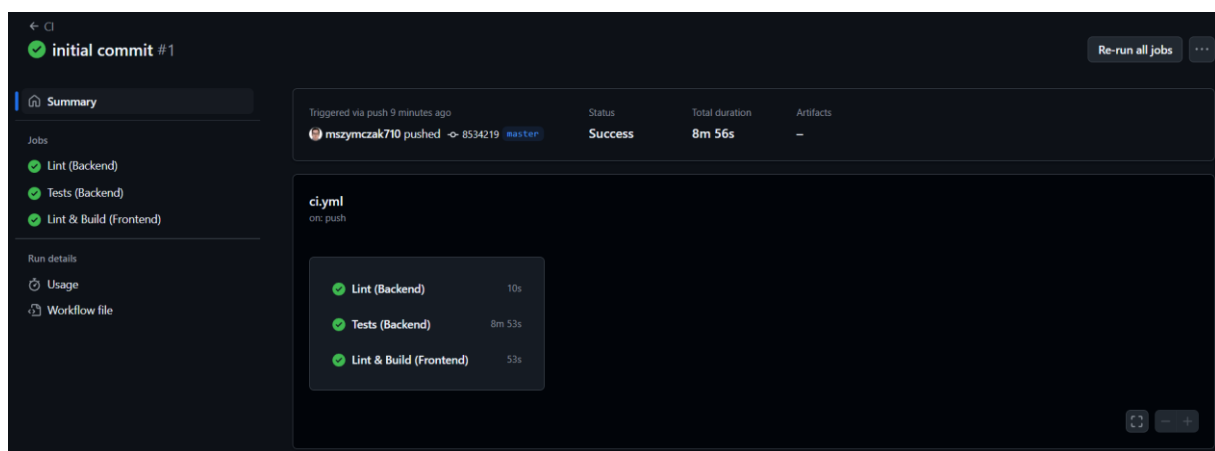 ← CI
initial commit #1
Re-run all jobs
Summary
Jobs
Lint (Backend)
Tests (Backend)
Lint & Build (Frontend)
Run details
Usage
Workflow file
Triggered via push 9 minutes ago
mszymczak710 pushed 8534219 master
Status
Success
Total duration
8m 56s
Artifacts
–
ci.yml
on: push
Lint (Backend) 10s
Tests (Backend) 8m 53s
Lint & Build (Frontend) 53s